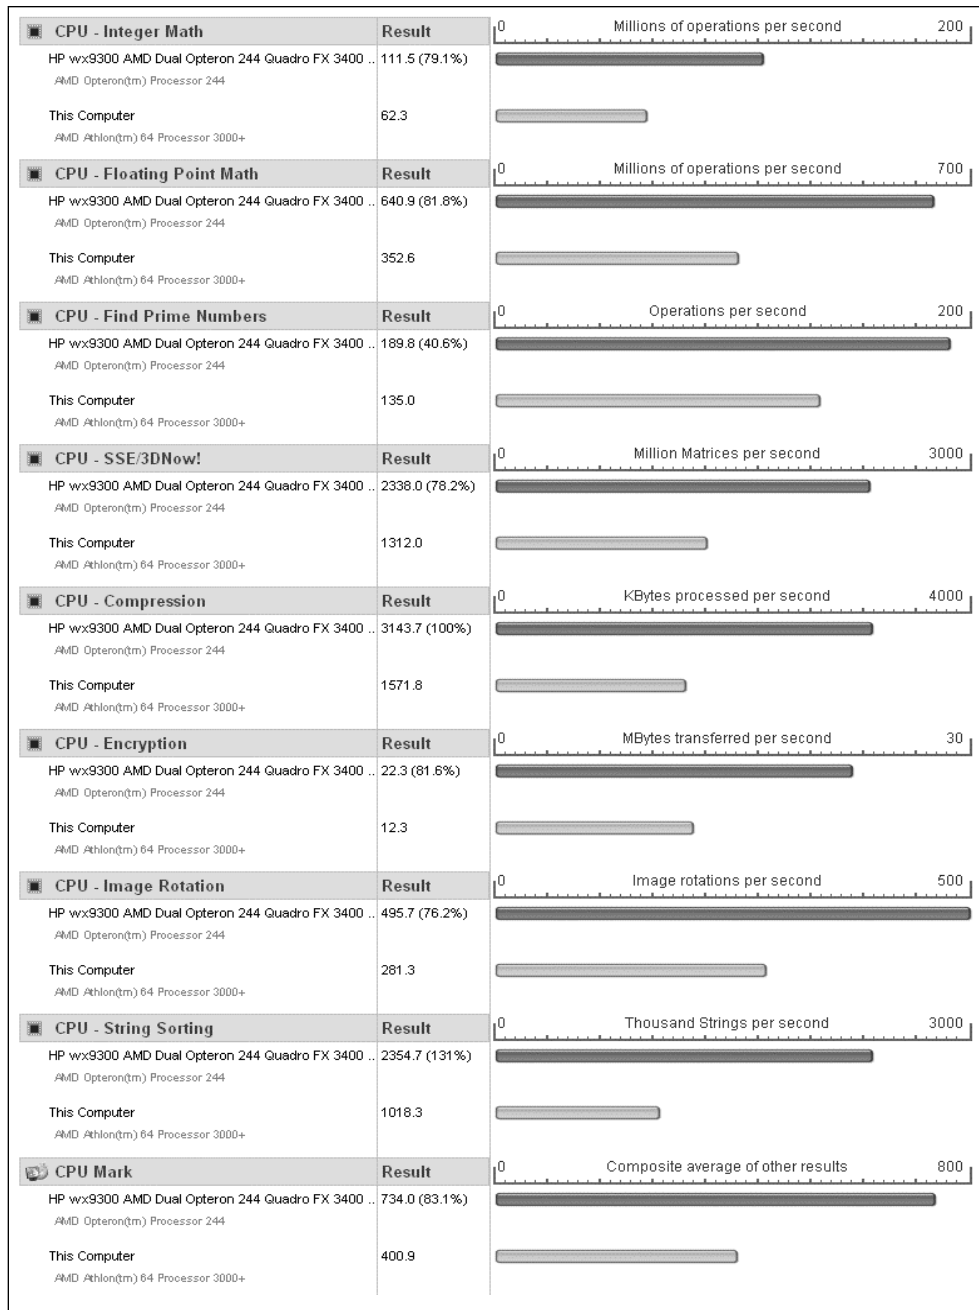 CPU - Integer Math Result 0 Millions of operations per second 200
HP wx9300 AMD Dual Opteron 244 Quadro FX 3400 .. 111.5 (79.1%)
AMD Opteron(tm) Processor 244
This Computer 62.3
AMD Athlon(tm) 64 Processor 3000+
CPU - Floating Point Math Result 0 Millions of operations per second 700
HP wx9300 AMD Dual Opteron 244 Quadro FX 3400 .. 640.9 (81.8%)
AMD Opteron(tm) Processor 244
This Computer 352.6
AMD Athlon(tm) 64 Processor 3000+
CPU - Find Prime Numbers Result 0 Operations per second 200
HP wx9300 AMD Dual Opteron 244 Quadro FX 3400 .. 189.8 (40.6%)
AMD Opteron(tm) Processor 244
This Computer 135.0
AMD Athlon(tm) 64 Processor 3000+
CPU - SSE/3DNow! Result 0 Million Matrices per second 3000
HP wx9300 AMD Dual Opteron 244 Quadro FX 3400 .. 2338.0 (78.2%)
AMD Opteron(tm) Processor 244
This Computer 1312.0
AMD Athlon(tm) 64 Processor 3000+
CPU - Compression Result 0 KBytes processed per second 4000
HP wx9300 AMD Dual Opteron 244 Quadro FX 3400 .. 3143.7 (100%)
AMD Opteron(tm) Processor 244
This Computer 1571.8
AMD Athlon(tm) 64 Processor 3000+
CPU - Encryption Result 0 MBytes transferred per second 30
HP wx9300 AMD Dual Opteron 244 Quadro FX 3400 .. 22.3 (81.6%)
AMD Opteron(tm) Processor 244
This Computer 12.3
AMD Athlon(tm) 64 Processor 3000+
CPU - Image Rotation Result 0 Image rotations per second 500
HP wx9300 AMD Dual Opteron 244 Quadro FX 3400 .. 495.7 (76.2%)
AMD Opteron(tm) Processor 244
This Computer 281.3
AMD Athlon(tm) 64 Processor 3000+
CPU - String Sorting Result 0 Thousand Strings per second 3000
HP wx9300 AMD Dual Opteron 244 Quadro FX 3400 .. 2354.7 (131%)
AMD Opteron(tm) Processor 244
This Computer 1018.3
AMD Athlon(tm) 64 Processor 3000+
CPU Mark Result 0 Composite average of other results 800
HP wx9300 AMD Dual Opteron 244 Quadro FX 3400 .. 734.0 (83.1%)
AMD Opteron(tm) Processor 244
This Computer 400.9
AMD Athlon(tm) 64 Processor 3000+